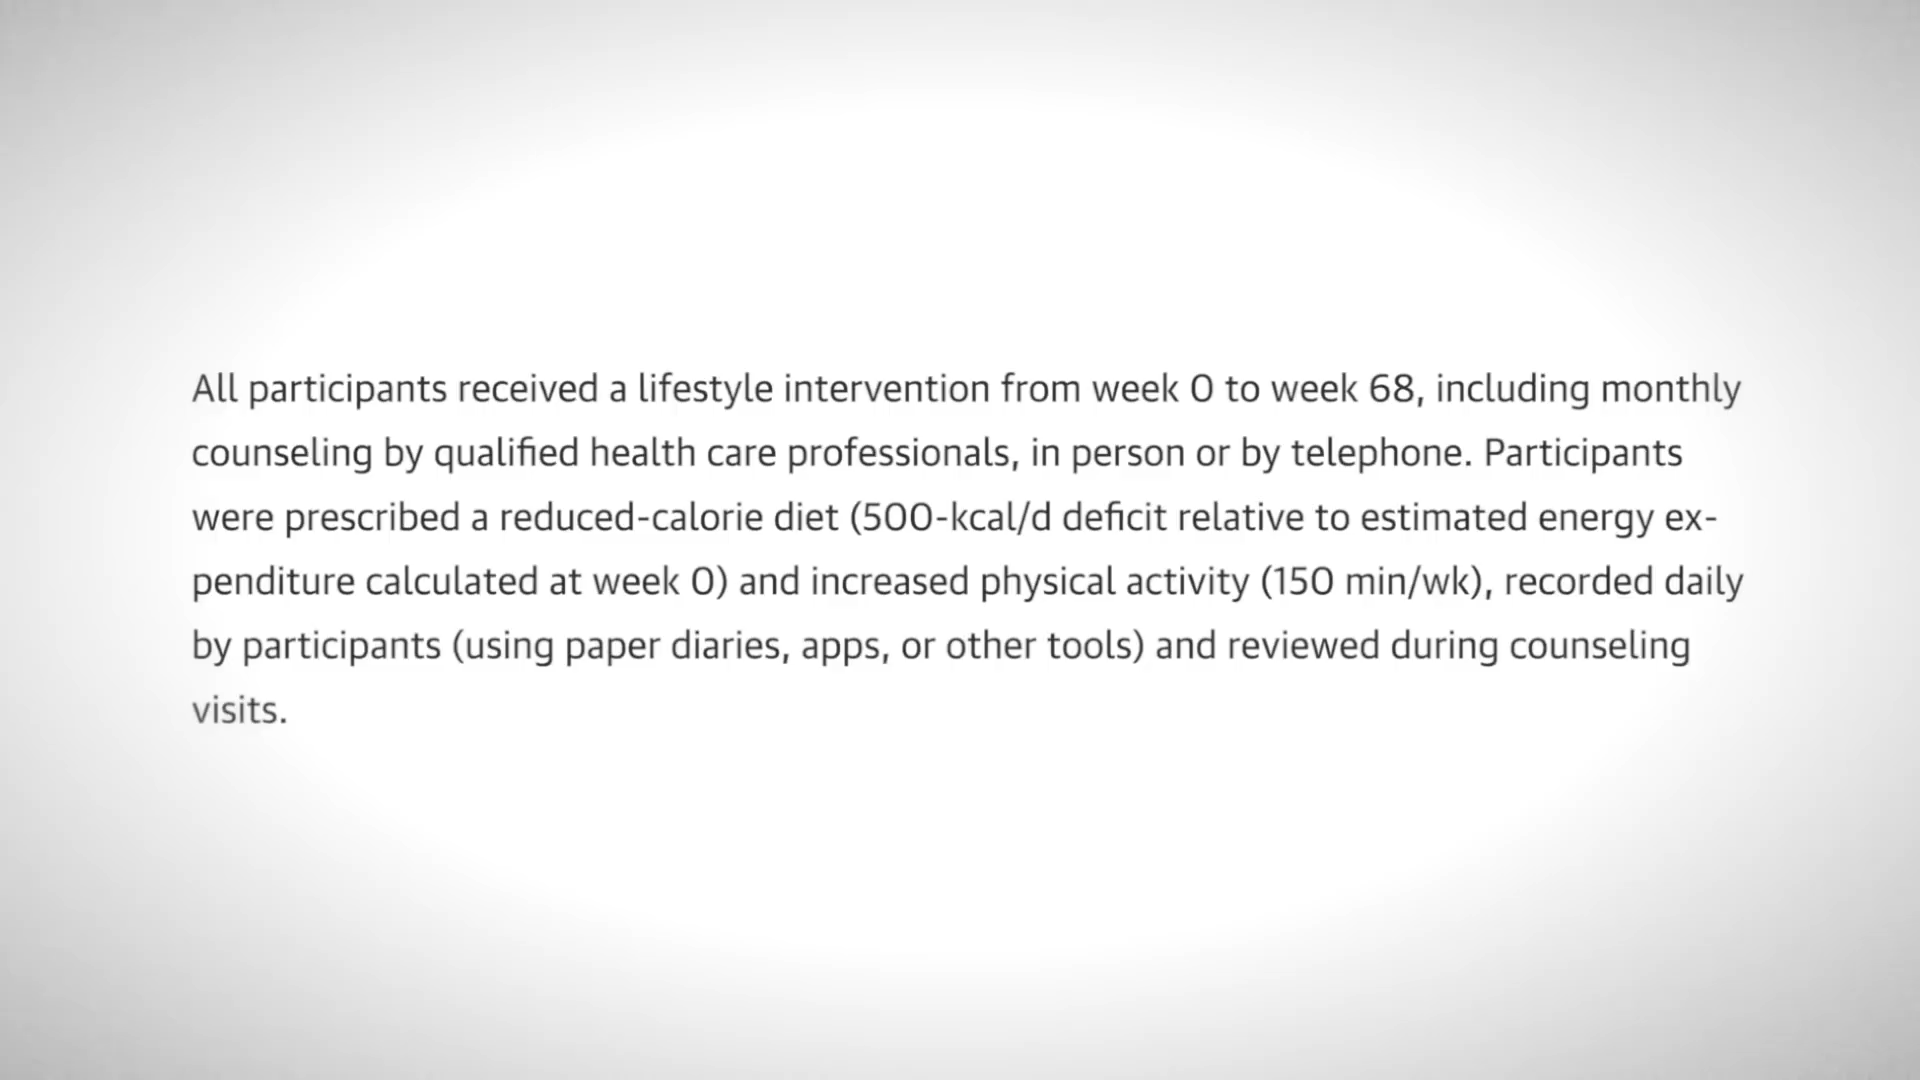 All participants received a lifestyle intervention from week 0 to week 68, including monthly
counseling by qualified health care professionals, in person or by telephone. Participants
were prescribed a reduced-calorie diet (500-kcal/d deficit relative to estimated energy ex-
penditure calculated at week 0) and increased physical activity (150 min/wk), recorded daily
by participants (using paper diaries, apps, or other tools) and reviewed during counseling
visits.